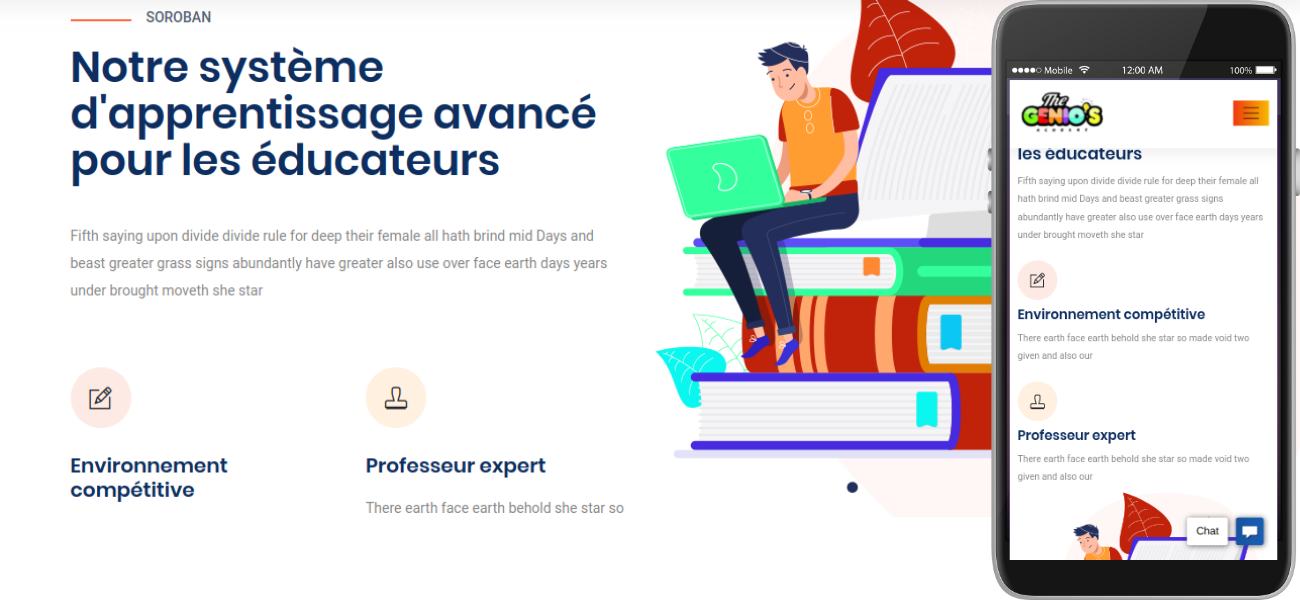 SOROBAN
Notre système
d'apprentissage avancé
pour les éducateurs
Fifth saying upon divide divide rule for deep their female all hath brind mid Days and
beast greater grass signs abundantly have greater also use over face earth days years
under brought moveth she star
Environnement
compétitive
Professeur expert
There earth face earth behold she star so
Mobile
12:00 AM
100%
The
GENIO'S
ACADEMY
les éducateurs
Fifth saying upon divide divide rule for deep their female all
hath brind mid Days and beast greater grass signs
abundantly have greater also use over face earth days years
under brought moveth she star
Environnement compétitive
There earth face earth behold she star so made void two
given and also our
Professeur expert
There earth face earth behold she star so made void two
given and also our
Chat